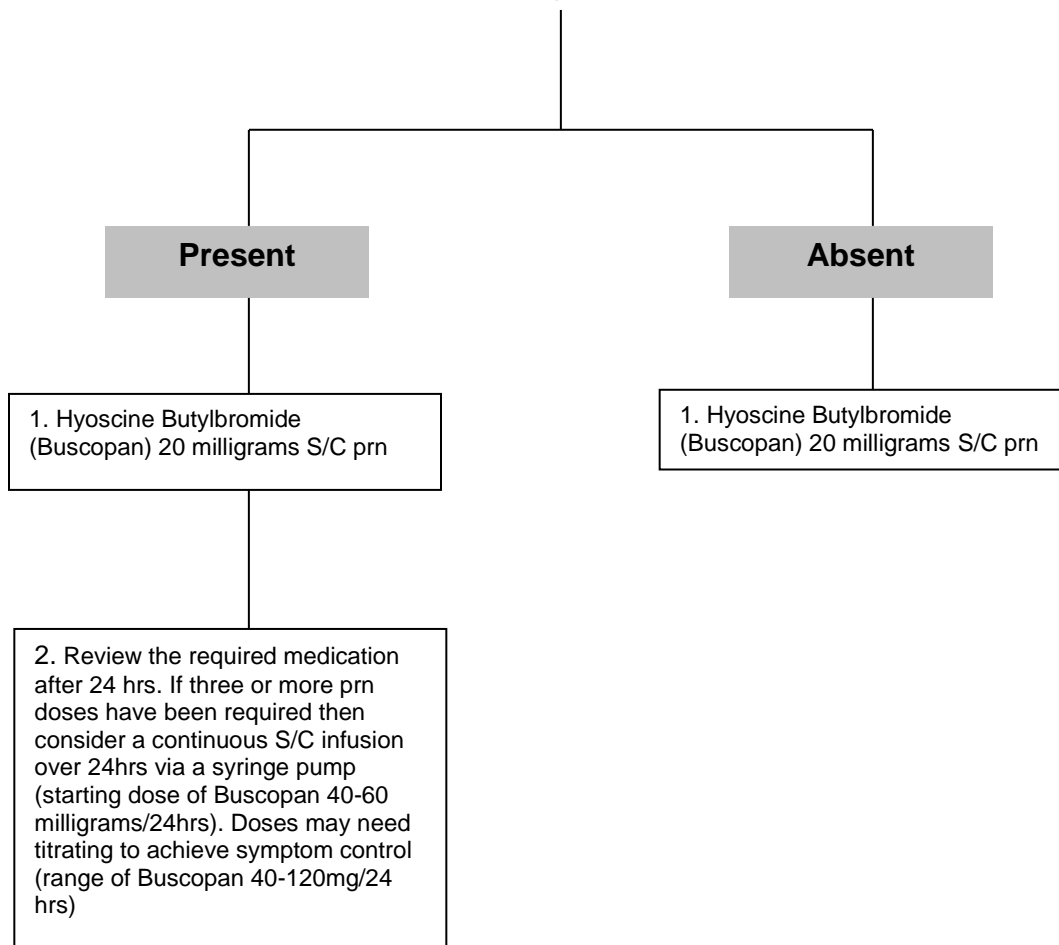 Present
Absent
1. Hyoscine Butylbromide
(Buscopan) 20 milligrams S/C prn
1. Hyoscine Butylbromide
(Buscopan) 20 milligrams S/C prn
2. Review the required medication
after 24 hrs. If three or more prn
doses have been required then
consider a continuous S/C infusion
over 24hrs via a syringe pump
(starting dose of Buscopan 40-60
milligrams/24hrs). Doses may need
titrating to achieve symptom control
(range of Buscopan 40-120mg/24
hrs)